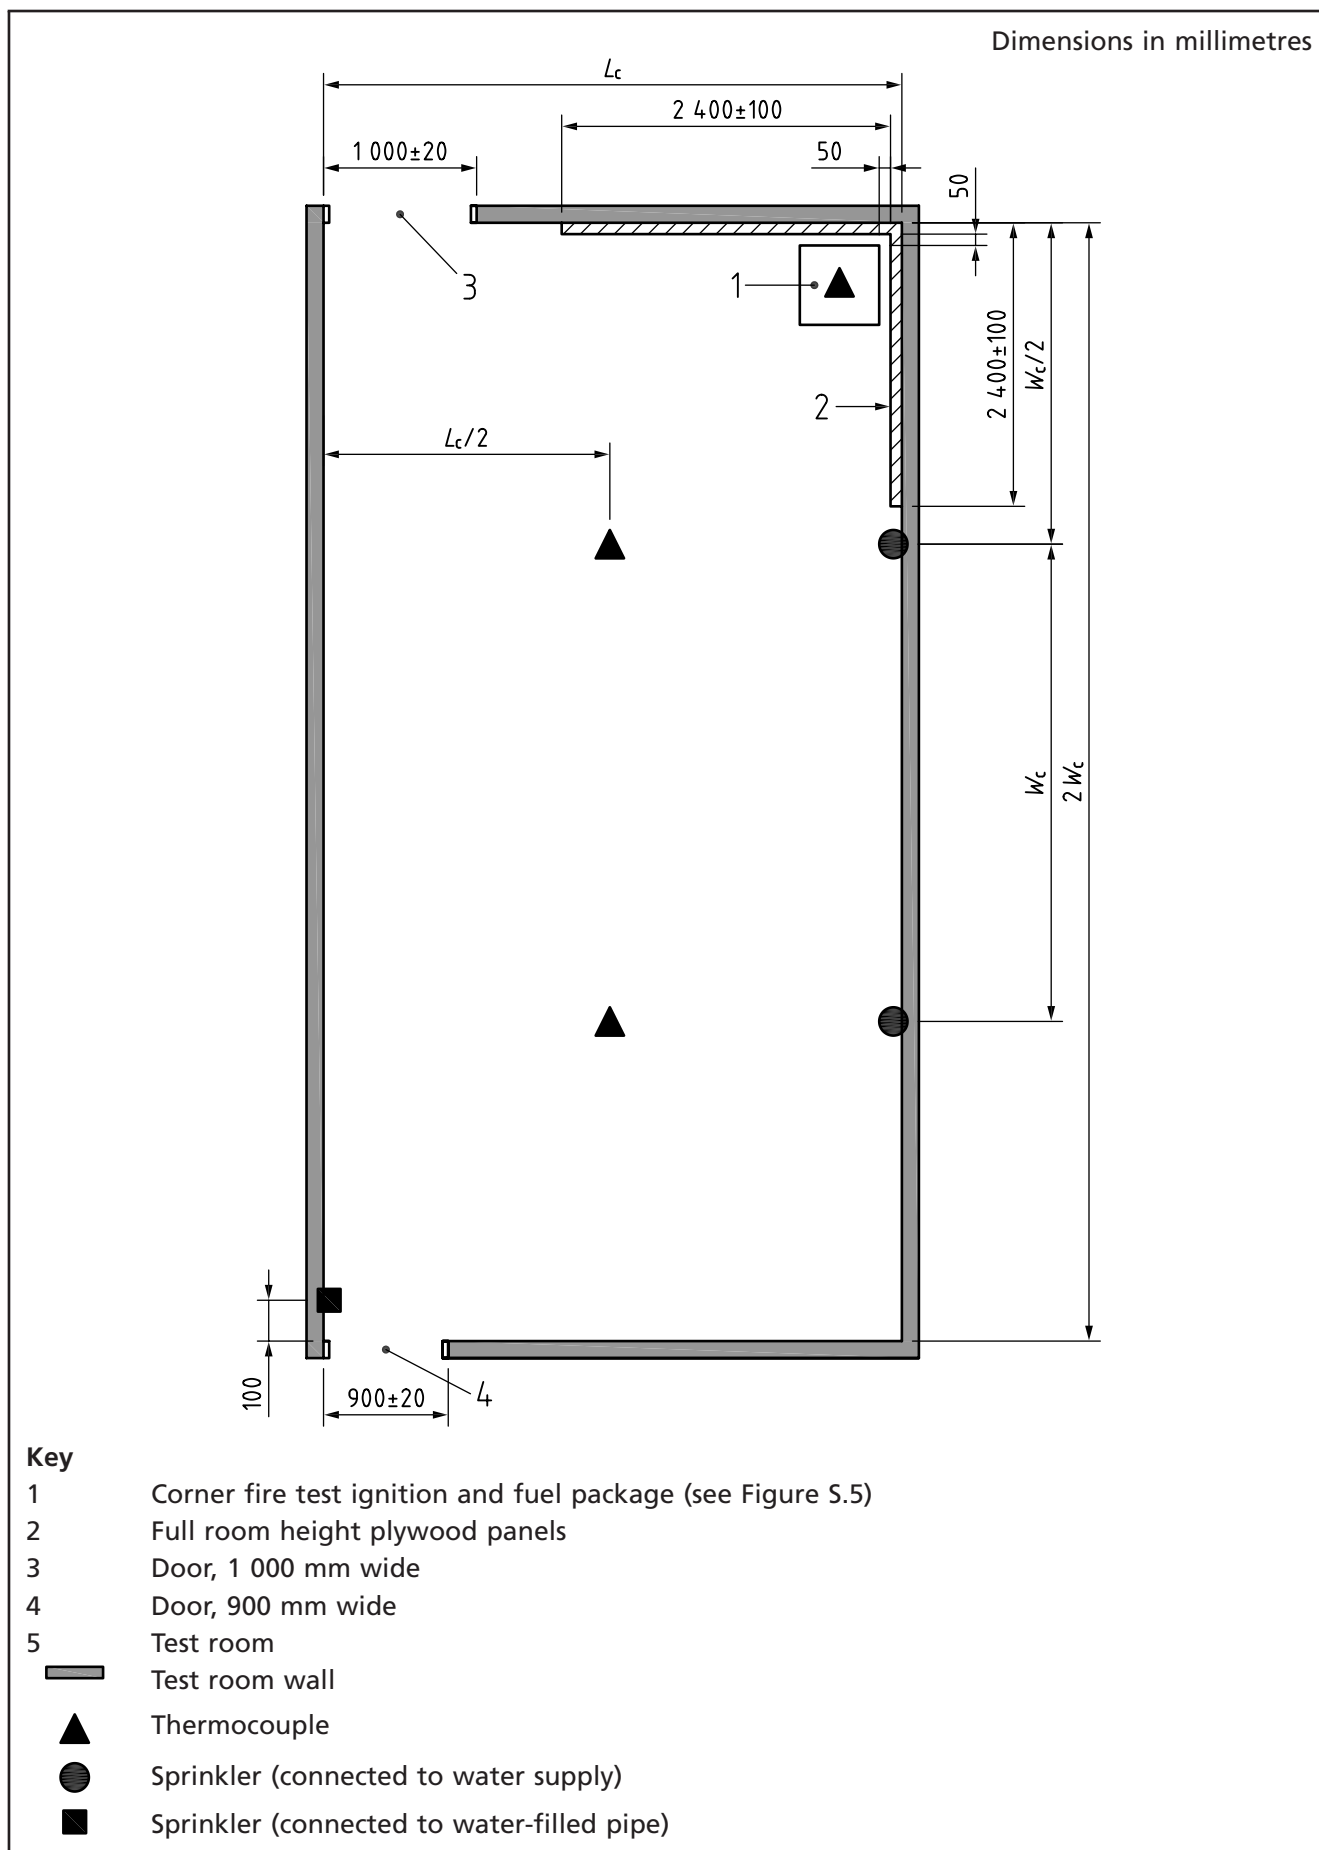 Dimensions in millimetres
Lc
2 400±100
1 000±20
50
50
3
1
2 400±100
Wc/2
2
Lc/2
Wc
2 Wc
100
900±20
4
Key
1 Corner fire test ignition and fuel package (see Figure S.5)
2 Full room height plywood panels
3 Door, 1 000 mm wide
4 Door, 900 mm wide
5 Test room
Test room wall
Thermocouple
Sprinkler (connected to water supply)
Sprinkler (connected to water-filled pipe)